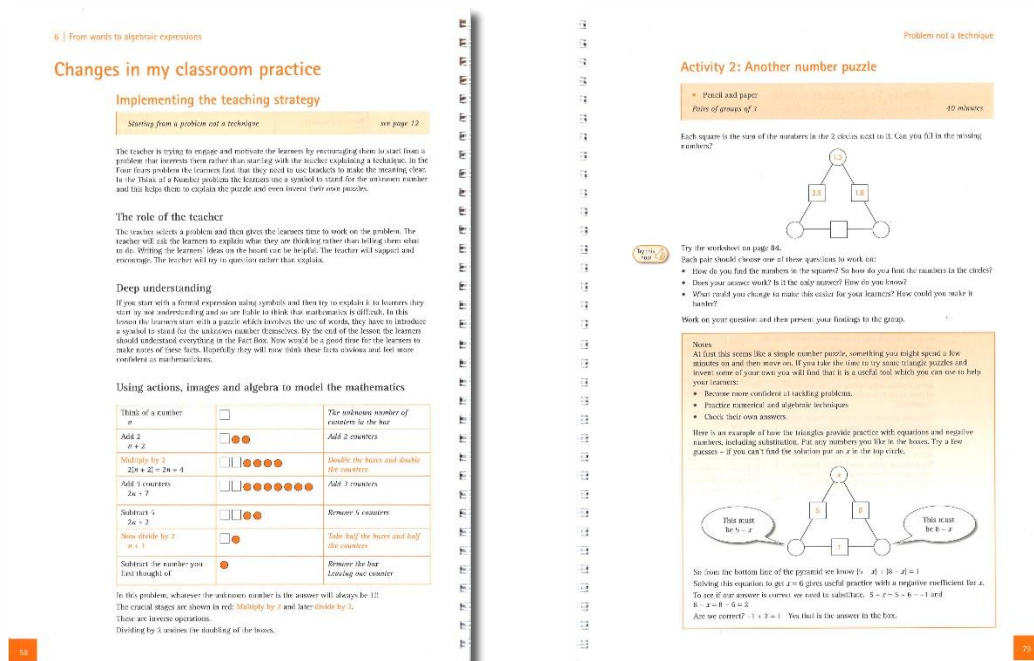 6 | From words to algebraic expressions
Changes in my classroom practice
Implementing the teaching strategy
Starting from a problem not a technique see page 12
The teacher is trying to engage and motivate the learners by encouraging them to start from a
problem that interests them rather than starting with the teacher explaining a technique. In the
Four fours problem the learners find that they need to use brackets to make the meaning clear.
In the Think of a Number problem the learners use a symbol to stand for the unknown number
and this helps them to explain the puzzle and even invent their own puzzles.
The role of the teacher
The teacher selects a problem and then gives the learners time to work on the problem. The
teacher will ask the learners to explain what they are thinking rather than telling them what
to do. Writing the learners' ideas on the board can be helpful. The teacher will support and
encourage. The teacher will try to question rather than explain.
Deep understanding
If you start with a formal expression using symbols and then try to explain it to learners they
start by not understanding and so are liable to think that mathematics is difficult. In this
lesson the learners start with a puzzle which involves the use of words, they have to introduce
a symbol to stand for the unknown number themselves. By the end of the lesson the learners
should understand everything in the Fact Box. Now would be a good time for the learners to
make notes of these facts. Hopefully they will now think these facts obvious and feel more
confident as mathematicians.
Using actions, images and algebra to model the mathematics
Think of a number The unknown number of
n counters in the box
Add 2 Add 2 counters
n + 2
Multiply by 2 Double the boxes and double
2(n + 2) = 2n + 4 the counters
Add 3 counters Add 3 counters
2n + 7
Subtract 5 Remove 5 counters
2n + 2
Now divide by 2 Take half the boxes and half
n + 1 the counters
Subtract the number you Remove the box
first thought of Leaving one counter
In this problem, whatever the unknown number is the answer will always be 1!!
The crucial stages are shown in red: Multiply by 2 and later divide by 2.
These are inverse operations.
Dividing by 2 undoes the doubling of the boxes.
58
Problem not a technique
Activity 2: Another number puzzle
• Pencil and paper
Pairs of groups of 3 40 minutes
Each square is the sum of the numbers in the 2 circles next to it. Can you fill in the missing
numbers?
1.5
2.9 1.8
Try this now
Try the worksheet on page 84.
Each pair should choose one of these questions to work on:
• How do you find the numbers in the squares? So how do you find the numbers in the circles?
• Does your answer work? Is it the only answer? How do you know?
• What could you change to make this easier for your learners? How could you make it
harder?
Work on your question and then present your findings to the group.
Notes
At first this seems like a simple number puzzle, something you might spend a few
minutes on and then move on. If you take the time to try some triangle puzzles and
invent some of your own you will find that it is a useful tool which you can use to help
your learners:
• Become more confident at tackling problems.
• Practice numerical and algebraic techniques
• Check their own answers.
Here is an example of how the triangles provide practice with equations and negative
numbers, including substitution. Put any numbers you like in the boxes. Try a few
guesses – if you can't find the solution put an x in the top circle.
x
5 8
This must
be 5 – x
This must
be 8 – x
1
So from the bottom line of the pyramid we know (5 – x) + (8 – x) = 1
Solving this equation to get x = 6 gives useful practice with a negative coefficient for x.
To see if our answer is correct we need to substitute. 5 – x = 5 – 6 = –1 and
8 – x = 8 – 6 = 2
Are we correct? –1 + 2 = 1 Yes that is the answer in the box.